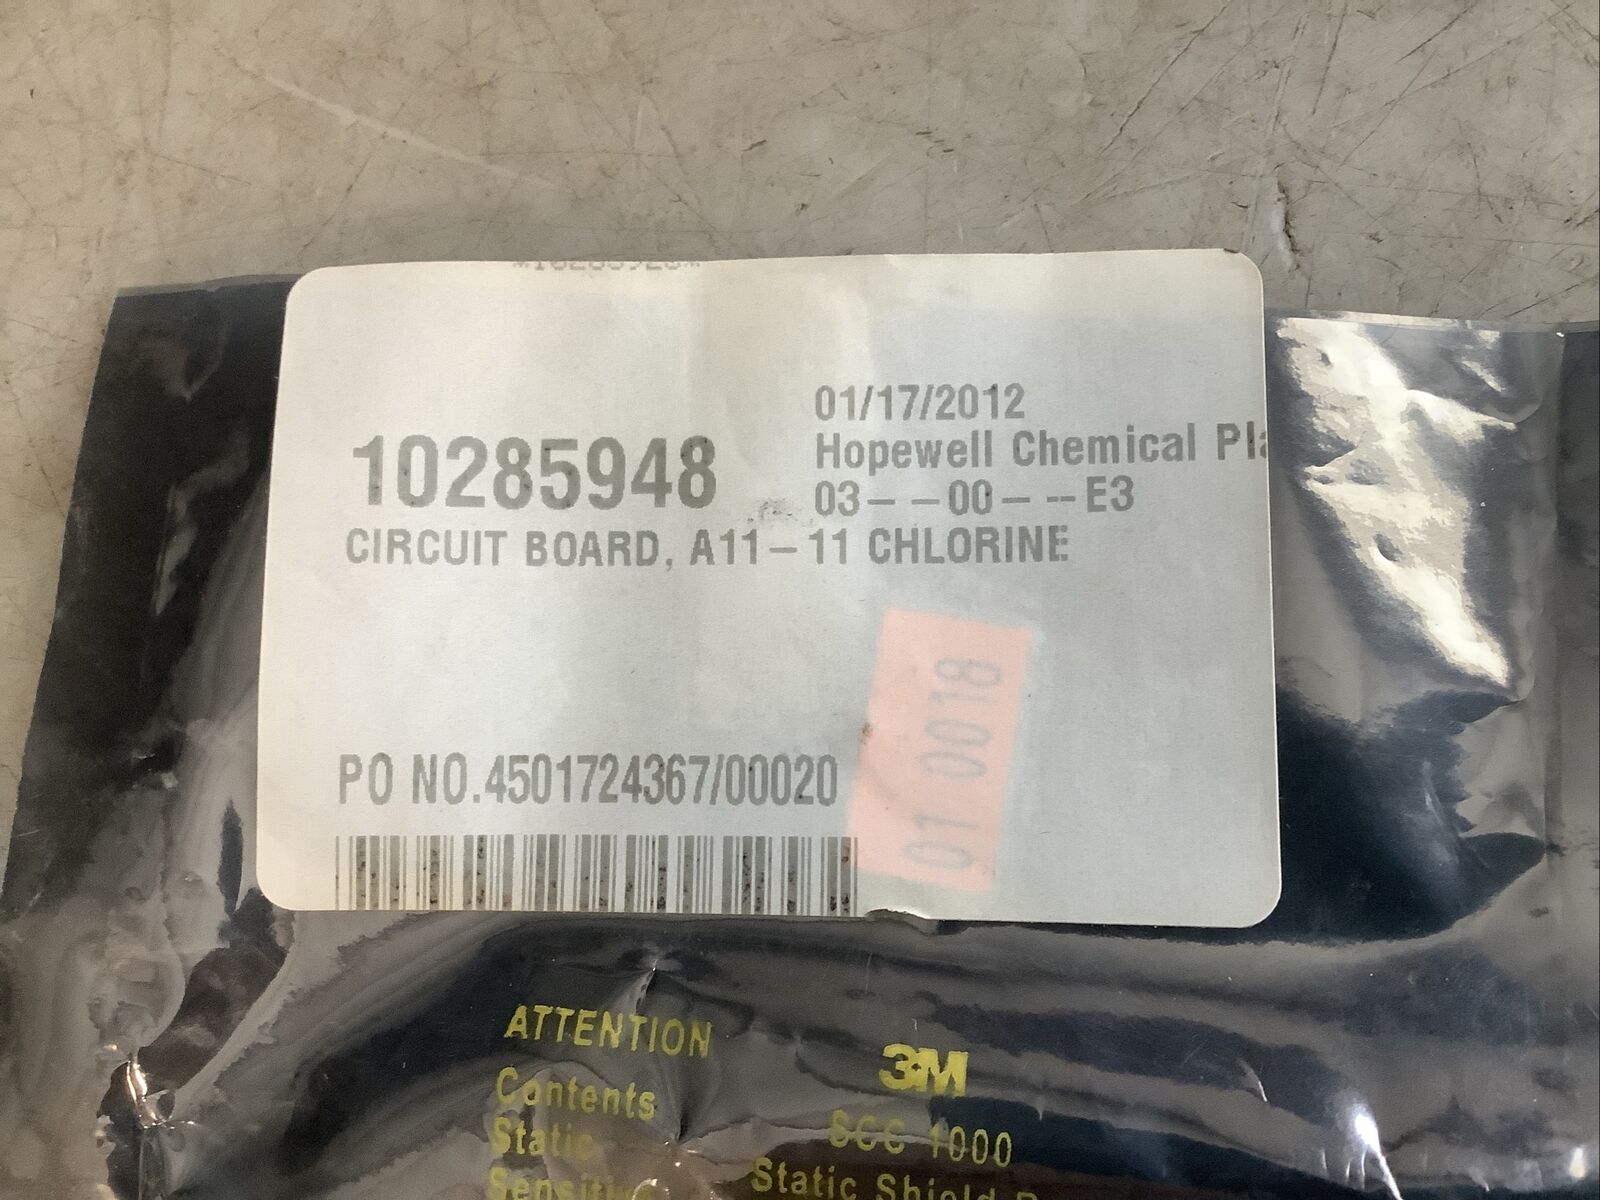 01/17/2012
10285948
Hopewell Chemical Pla
03- -00- --E3
CIRCUIT BOARD, A11-11 CHLORINE
01 0018
PO NO.4501724367/00020
ATTENTION
Contents
Static
Sensitive
3M
SCC 1000
Static Shield